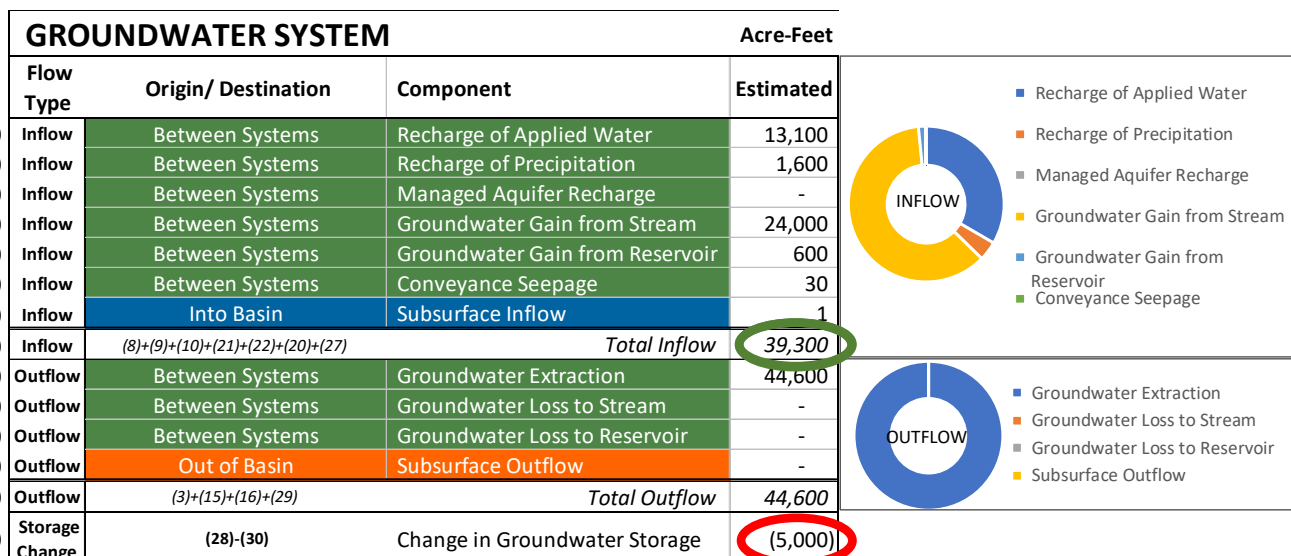 GROUNDWATER SYSTEM Acre-Feet
Flow Type Origin/ Destination Component Estimated
Inflow Between Systems Recharge of Applied Water 13,100
Inflow Between Systems Recharge of Precipitation 1,600
Inflow Between Systems Managed Aquifer Recharge -
Inflow Between Systems Groundwater Gain from Stream 24,000
Inflow Between Systems Groundwater Gain from Reservoir 600
Inflow Between Systems Conveyance Seepage 30
Inflow Into Basin Subsurface Inflow 1
Inflow (8)+(9)+(10)+(21)+(22)+(20)+(27) Total Inflow 39,300
Outflow Between Systems Groundwater Extraction 44,600
Outflow Between Systems Groundwater Loss to Stream -
Outflow Between Systems Groundwater Loss to Reservoir -
Outflow Out of Basin Subsurface Outflow -
Outflow (3)+(15)+(16)+(29) Total Outflow 44,600
Storage Change (28)-(30) Change in Groundwater Storage (5,000)
INFLOW
Recharge of Applied Water
Recharge of Precipitation
Managed Aquifer Recharge
Groundwater Gain from Stream
Groundwater Gain from
Reservoir
Conveyance Seepage
OUTFLOW
Groundwater Extraction
Groundwater Loss to Stream
Groundwater Loss to Reservoir
Subsurface Outflow